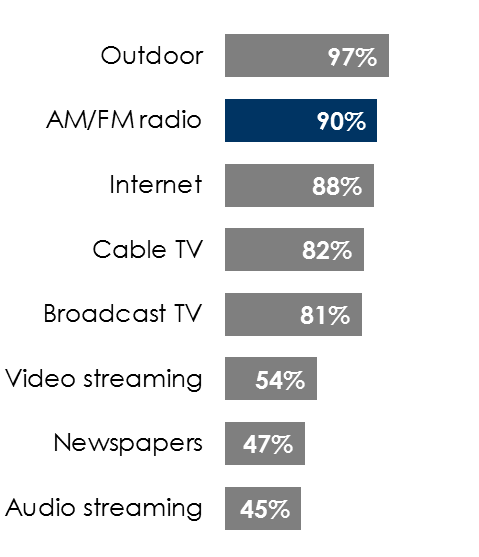 Outdoor 97%
AM/FM radio 90%
Internet 88%
Cable TV 82%
Broadcast TV 81%
Video streaming 54%
Newspapers 47%
Audio streaming 45%